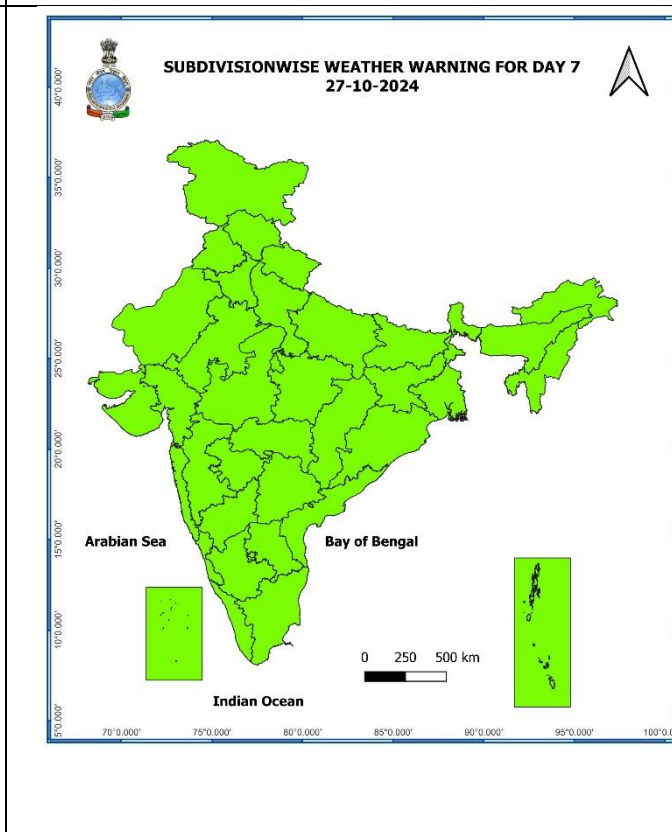 SUBDIVISIONWISE WEATHER WARNING FOR DAY 7
27-10-2024
40°0.000'
35°0.000'
30°0.000'
25°0.000'
20°0.000'
15°0.000'
10°0.000'
5°0.000'
Arabian Sea
Bay of Bengal
0 250 500 km
Indian Ocean
70°0.000' 75°0.000' 80°0.000' 85°0.000' 90°0.000' 95°0.000' 100°0.0